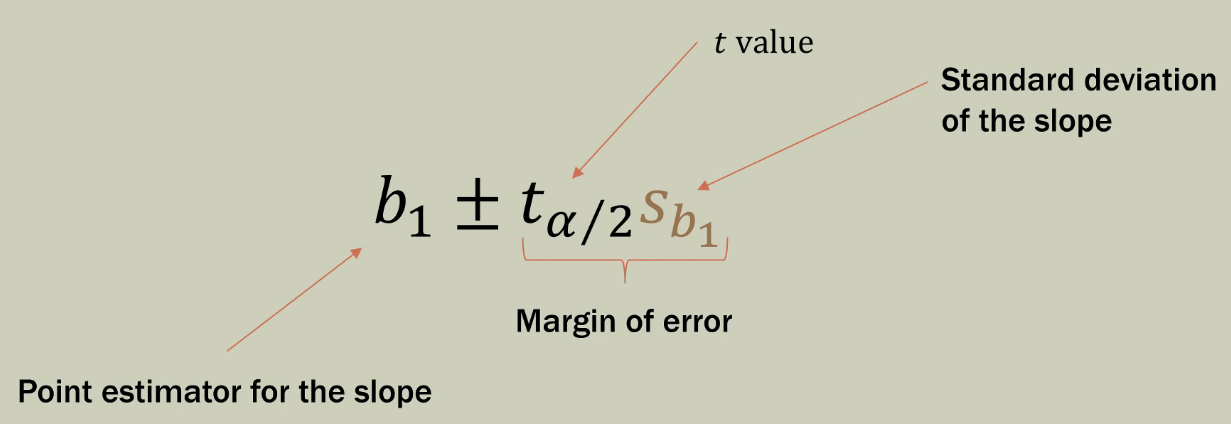 t value
Standard deviation
of the slope
b₁ ± t_{α/2}s_{b₁}
Margin of error
Point estimator for the slope